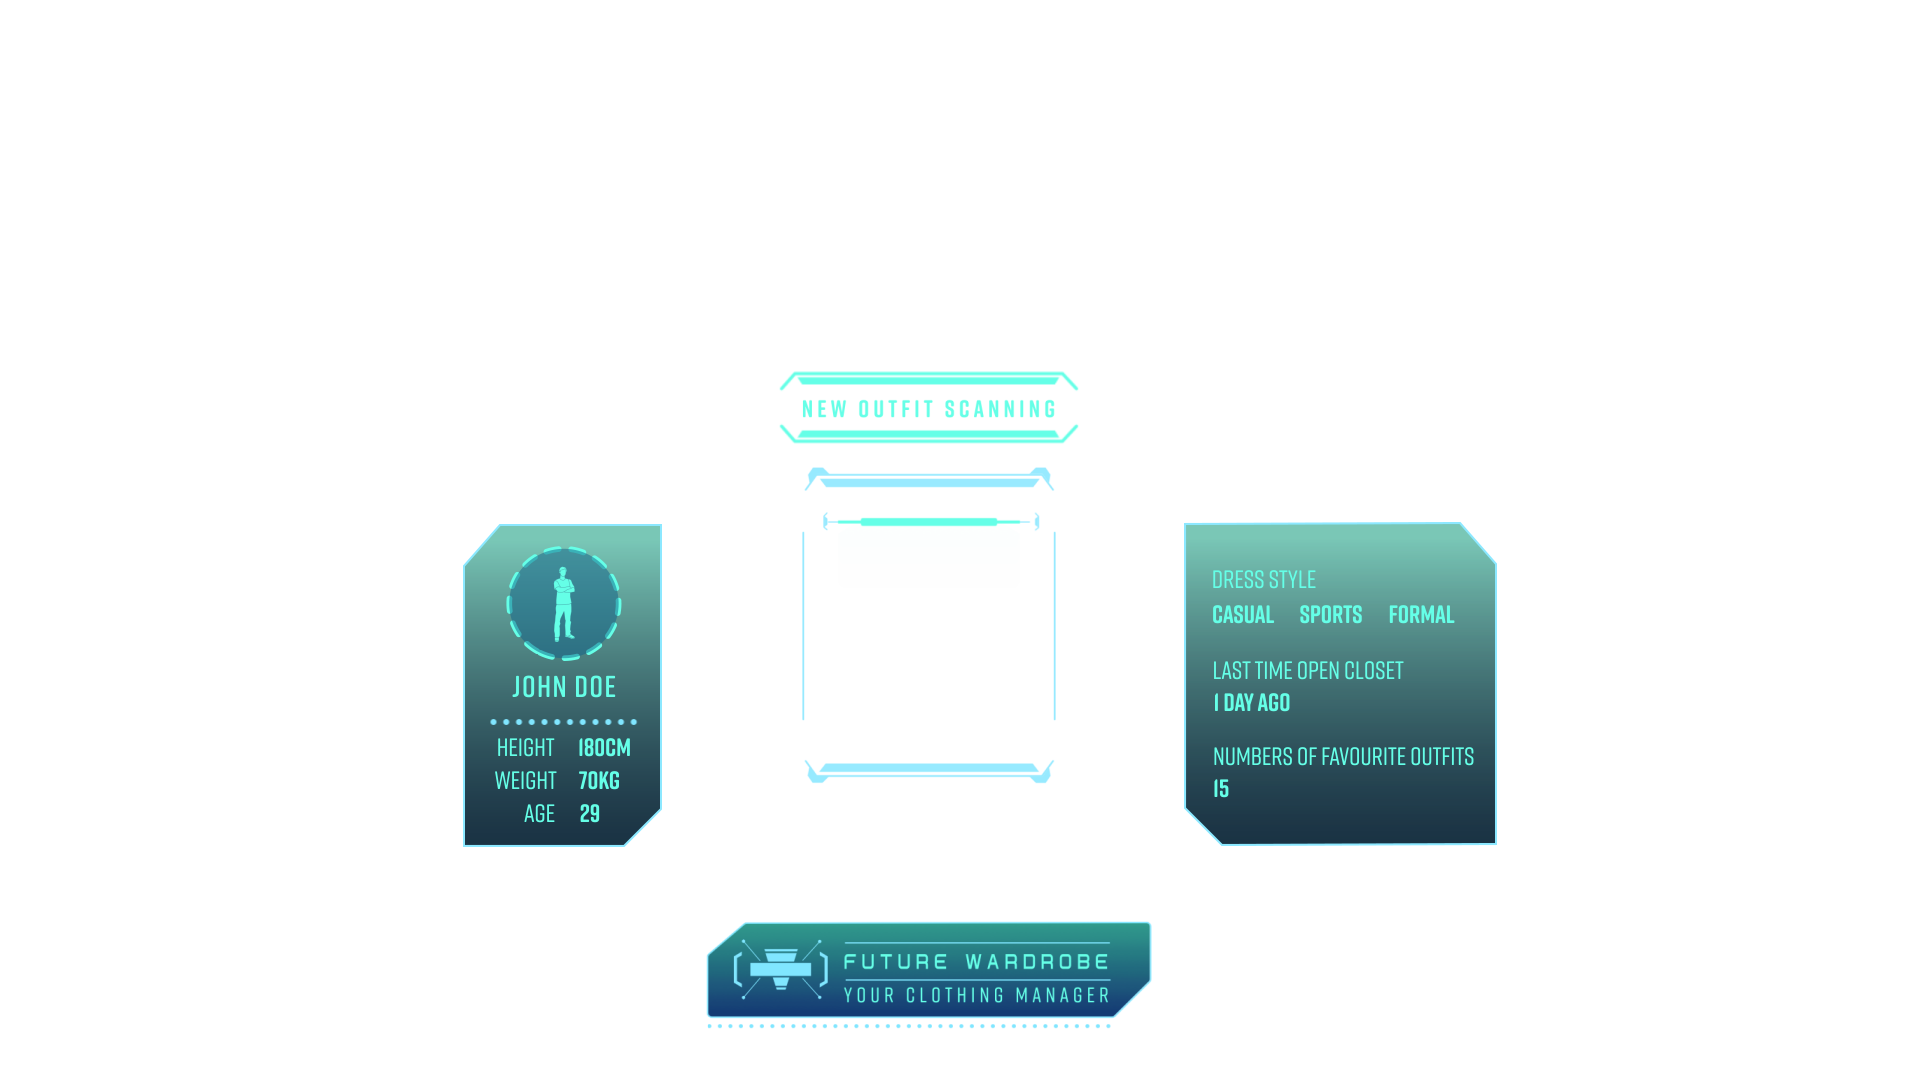 NEW OUTFIT SCANNING
JOHN DOE
HEIGHT 180CM
WEIGHT 70KG
AGE 29
DRESS STYLE
CASUAL SPORTS FORMAL
LAST TIME OPEN CLOSET
1 DAY AGO
NUMBERS OF FAVOURITE OUTFITS
15
FUTURE WARDROBE
YOUR CLOTHING MANAGER